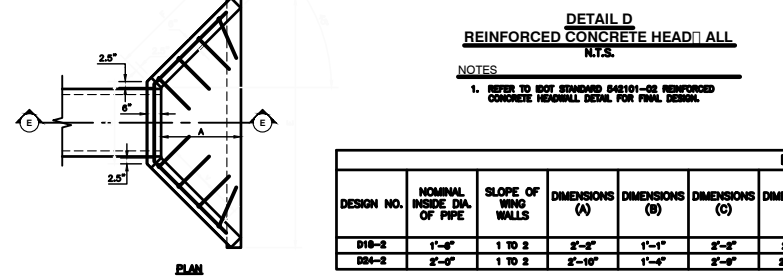 DETAIL D
REINFORCED CONCRETE HEAD▯ ALL
N.T.S.
NOTES
1. REFER TO IDOT STANDARD 542101-02 REINFORCED
CONCRETE HEADWALL DETAIL FOR FINAL DESIGN.
2.5"
6"
A
E
E
2.5"
PLAN
DESIGN NO. NOMINAL INSIDE DIA. OF PIPE SLOPE OF WING WALLS DIMENSIONS (A) DIMENSIONS (B) DIMENSIONS (C)
D18-2 1'-6" 1 TO 2 2'-2" 1'-1" 2'-2"
D24-2 2'-0" 1 TO 2 2'-10" 1'-4" 2'-9"